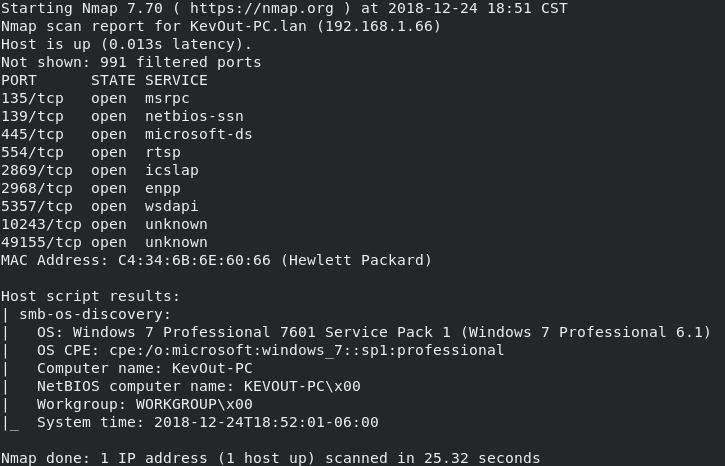 Starting Nmap 7.70 ( https://nmap.org ) at 2018-12-24 18:51 CST
Nmap scan report for KevOut-PC.lan (192.168.1.66)
Host is up (0.013s latency).
Not shown: 991 filtered ports
PORT      STATE SERVICE
135/tcp   open  msrpc
139/tcp   open  netbios-ssn
445/tcp   open  microsoft-ds
554/tcp   open  rtsp
2869/tcp  open  icslap
2968/tcp  open  enpp
5357/tcp  open  wsdapi
10243/tcp open  unknown
49155/tcp open  unknown
MAC Address: C4:34:6B:6E:60:66 (Hewlett Packard)

Host script results:
| smb-os-discovery:
|   OS: Windows 7 Professional 7601 Service Pack 1 (Windows 7 Professional 6.1)
|   OS CPE: cpe:/o:microsoft:windows_7::sp1:professional
|   Computer name: KevOut-PC
|   NetBIOS computer name: KEVOUT-PC\x00
|   Workgroup: WORKGROUP\x00
|_  System time: 2018-12-24T18:52:01-06:00

Nmap done: 1 IP address (1 host up) scanned in 25.32 seconds